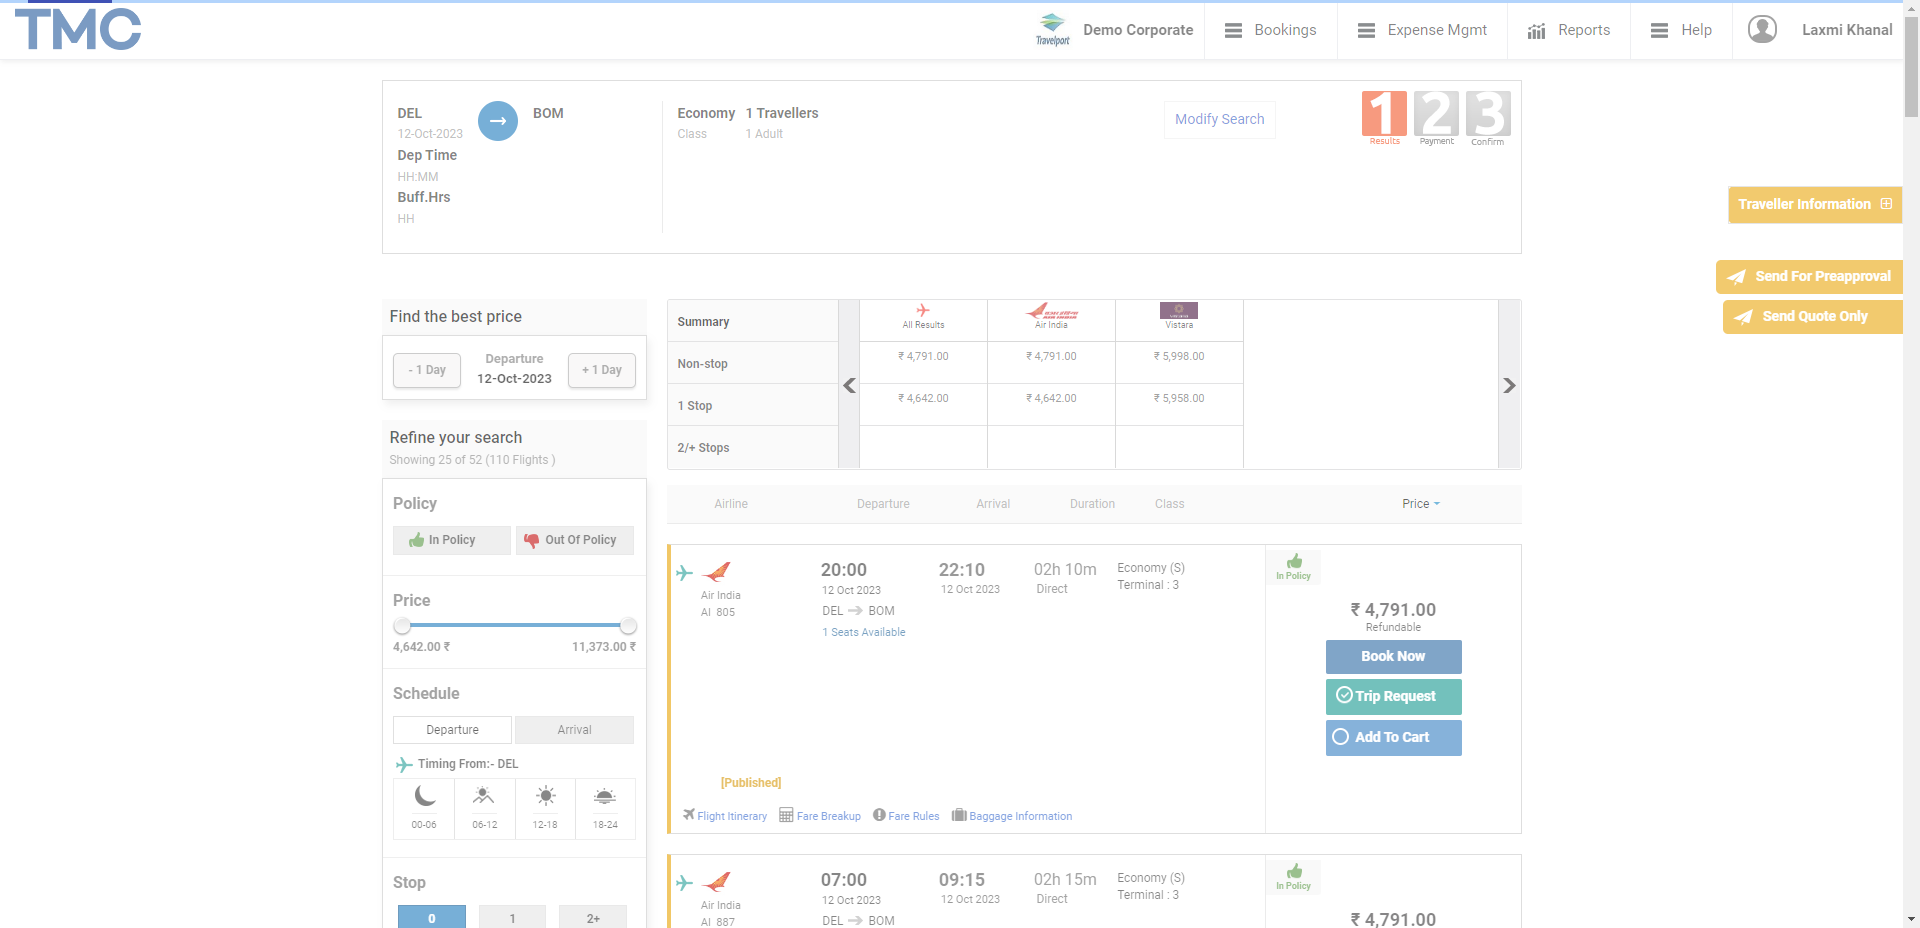 TMC
Travelport
Demo Corporate
Bookings
Expense Mgmt
Reports
Help
Laxmi Khanal
DEL
12-Oct-2023
BOM
Dep Time
HH:MM
Buff.Hrs
HH
Economy
Class
1 Travellers
1 Adult
Modify Search
1
Results
2
Payment
3
Confirm
Traveller Information
Send For Preapproval
Send Quote Only
Find the best price
- 1 Day
Departure
12-Oct-2023
+ 1 Day
Refine your search
Showing 25 of 52 (110 Flights )
Policy
In Policy
Out Of Policy
Price
4,642.00 ₹
11,373.00 ₹
Schedule
Departure
Arrival
Timing From:- DEL
00-06
06-12
12-18
18-24
Stop
0
1
2+
Summary
All Results
Air India
Vistara
Non-stop
₹ 4,791.00
₹ 4,791.00
₹ 5,998.00
1 Stop
₹ 4,642.00
₹ 4,642.00
₹ 5,958.00
2/+ Stops
Airline
Departure
Arrival
Duration
Class
Price
Air India
AI 805
20:00
12 Oct 2023
DEL
BOM
1 Seats Available
22:10
12 Oct 2023
02h 10m
Direct
Economy (S)
Terminal : 3
In Policy
₹ 4,791.00
Refundable
Book Now
Trip Request
Add To Cart
[Published]
Flight Itinerary
Fare Breakup
Fare Rules
Baggage Information
Air India
AI 887
07:00
12 Oct 2023
DEL
BOM
09:15
12 Oct 2023
02h 15m
Direct
Economy (S)
Terminal : 3
In Policy
₹ 4,791.00